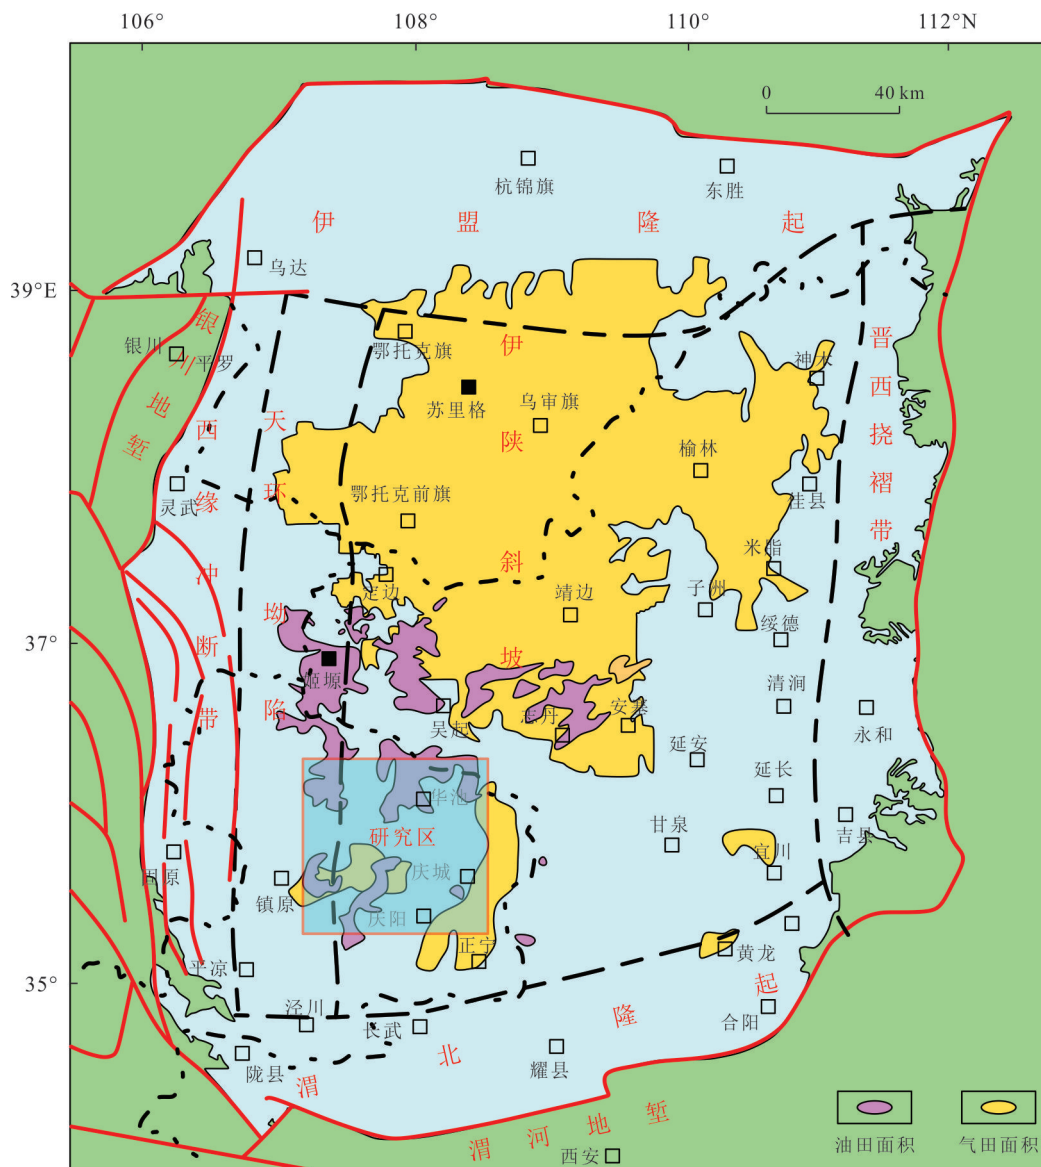 106°
108°
110°
112°N
0
40 km
杭锦旗
东胜
伊盟隆起
乌达
39°
银川地堑
银川
平罗
鄂托克旗
伊陕斜坡
苏里格
乌审旗
神木
晋西挠褶带
西缘冲断带
天环坳陷
榆林
灵武
鄂托克前旗
佳县
米脂
定边
靖边
子洲
绥德
37°
姬塬
吴起
志丹
安塞
清涧
永和
延安
延长
华池
研究区
甘泉
宜川
吉县
固原
镇原
庆城
庆阳
正宁
黄龙
平凉
35°
泾川
长武
合阳
陇县
耀县
渭北隆起
渭河地堑
西安
油田面积
气田面积